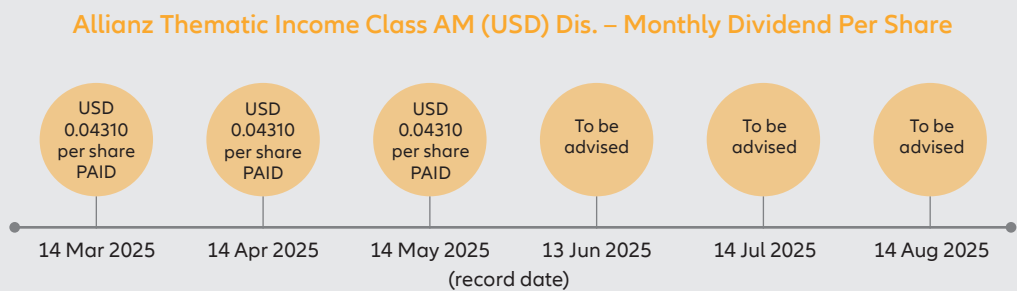 Allianz Thematic Income Class AM (USD) Dis. – Monthly Dividend Per Share
USD
0.04310
per share
PAID
USD
0.04310
per share
PAID
USD
0.04310
per share
PAID
To be
advised
To be
advised
To be
advised
14 Mar 2025
14 Apr 2025
14 May 2025
13 Jun 2025
14 Jul 2025
14 Aug 2025
(record date)